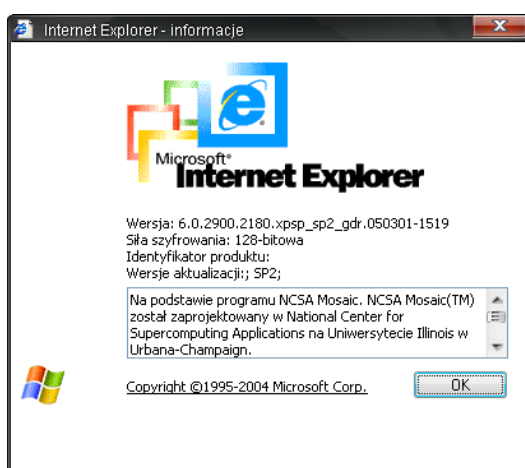 Internet Explorer - informacje
Microsoft®
Internet Explorer
Wersja: 6.0.2900.2180.xpsp_sp2_gdr.050301-1519
Siła szyfrowania: 128-bitowa
Identyfikator produktu:
Wersje aktualizacji:; SP2;
Na podstawie programu NCSA Mosaic. NCSA Mosaic(TM)
został zaprojektowany w National Center for
Supercomputing Applications na Uniwersytecie Illinois w
Urbana-Champaign.
Copyright ©1995-2004 Microsoft Corp.
OK